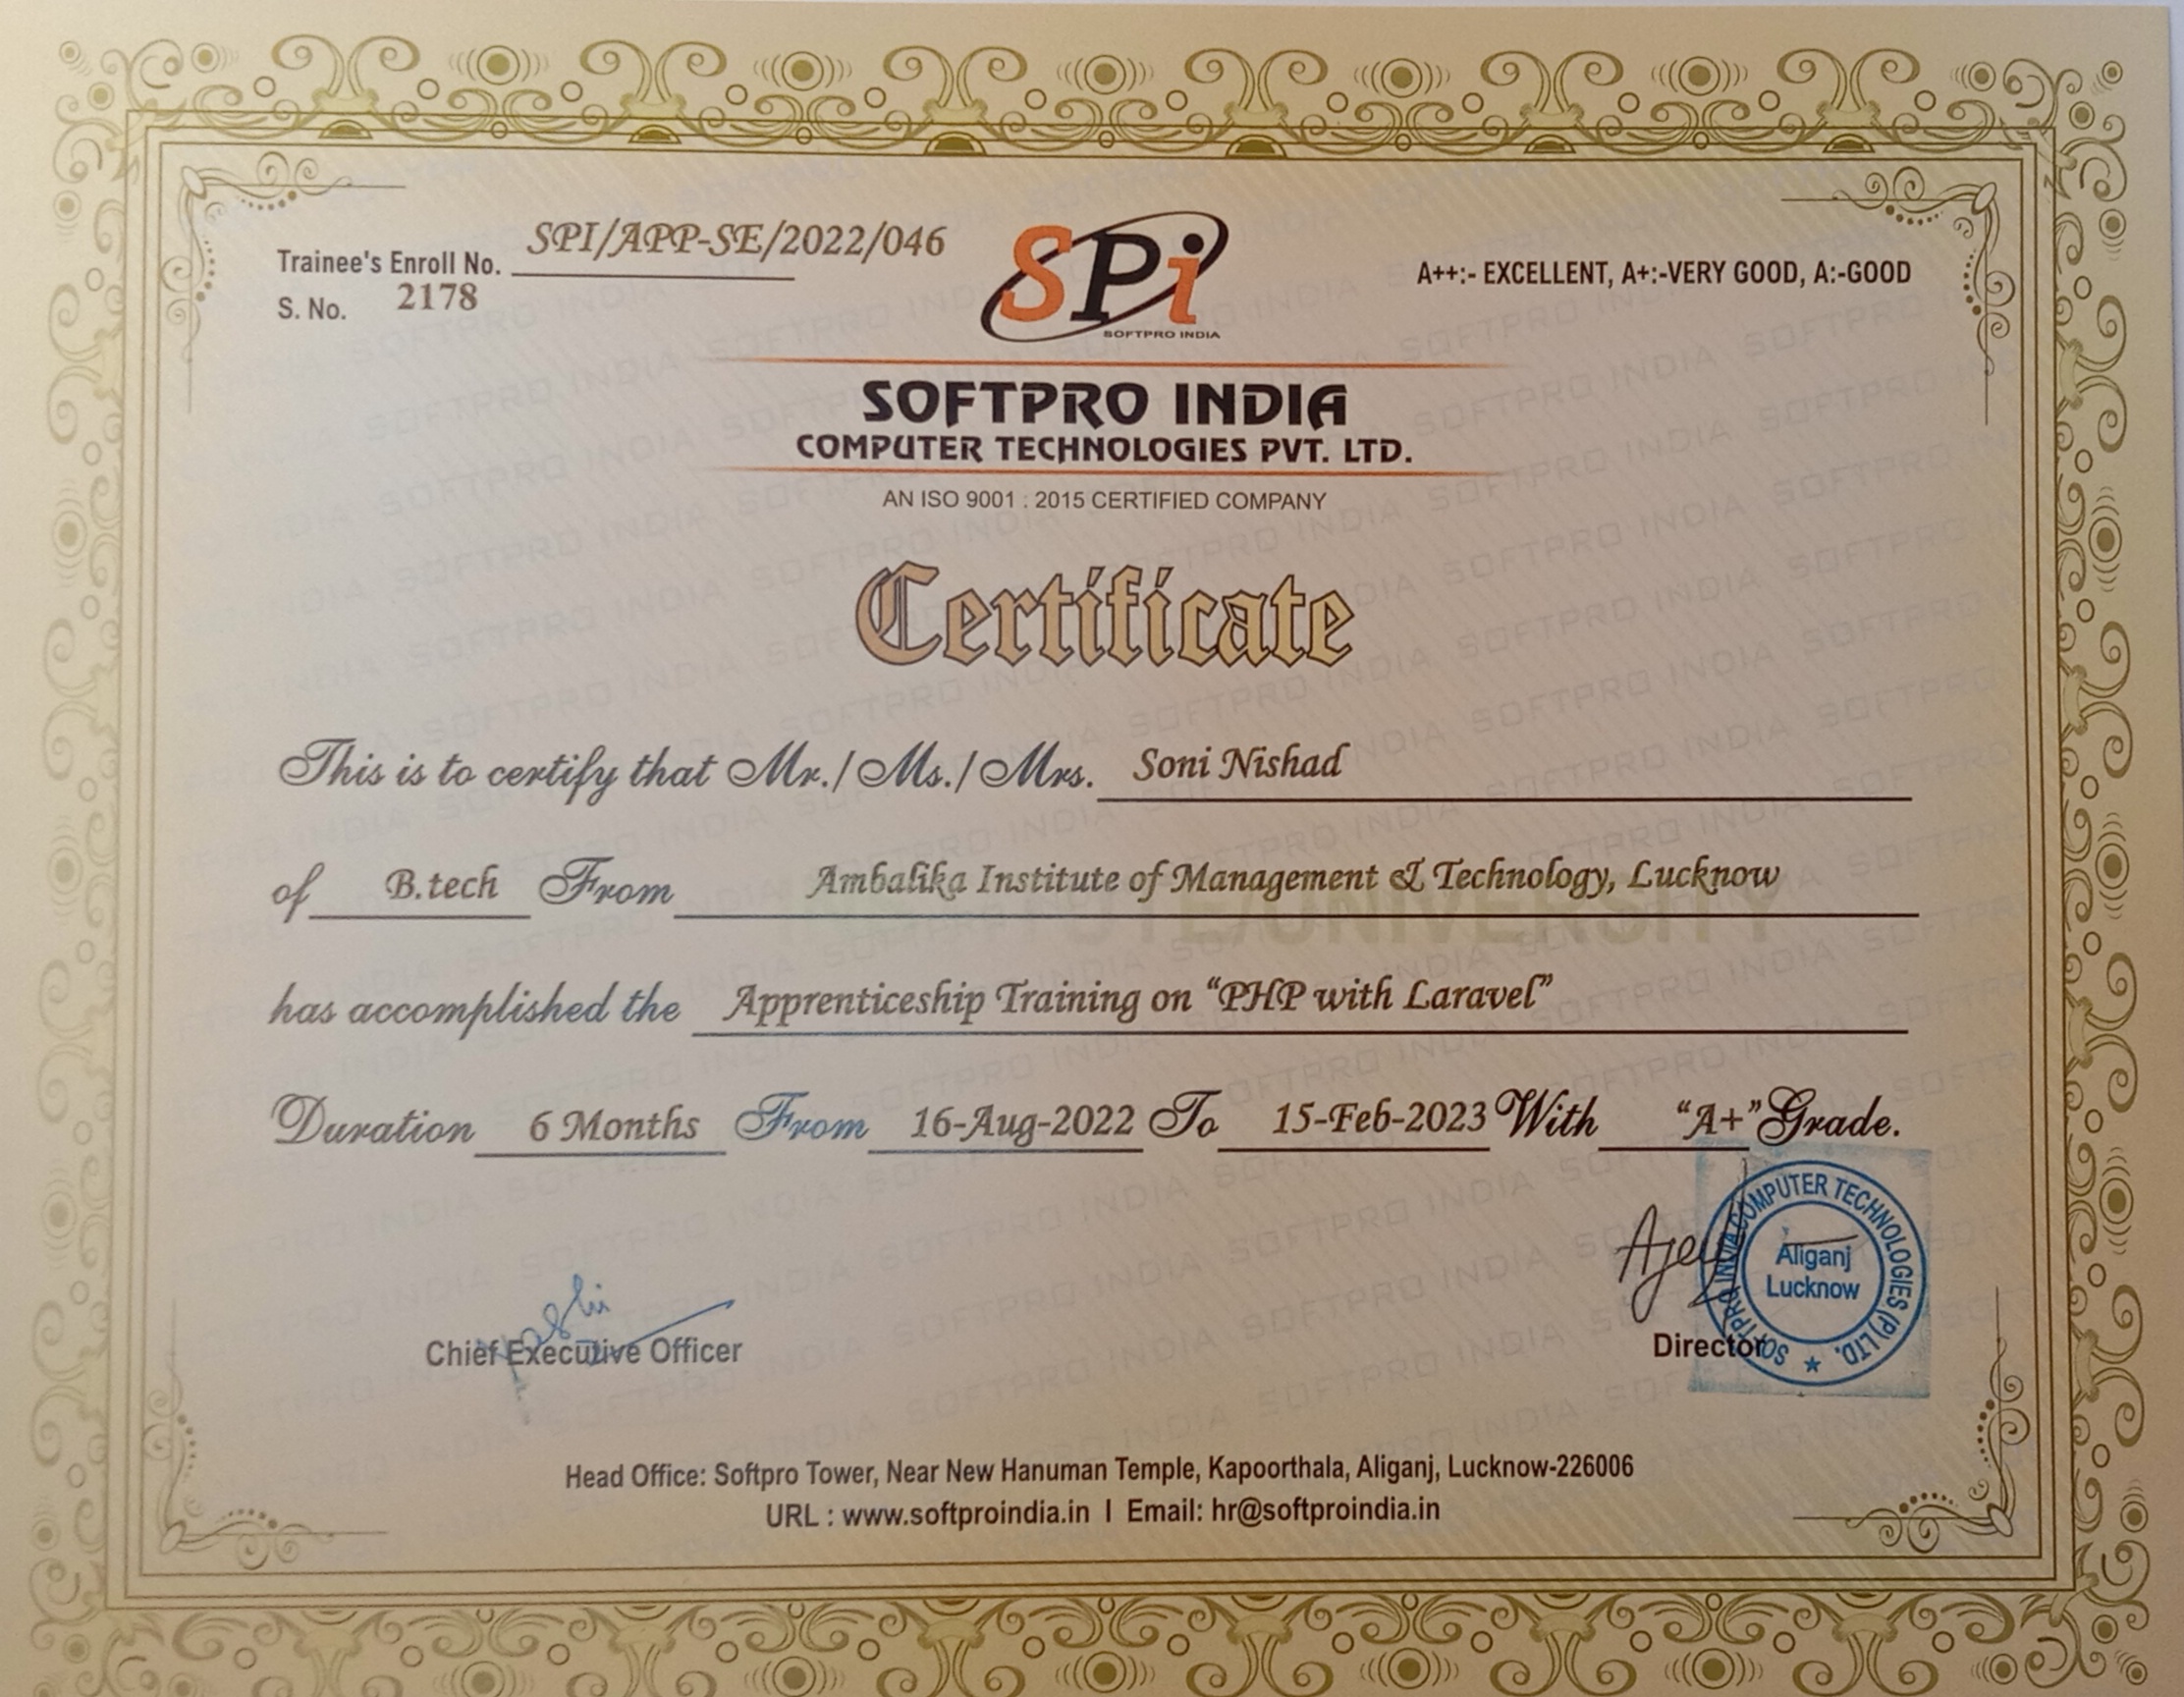 Trainee's Enroll No. SPI/APP-SE/2022/046
S. No. 2178
SPi
SOFTPRO INDIA
A++:- EXCELLENT, A+:-VERY GOOD, A:-GOOD
SOFTPRO INDIA
COMPUTER TECHNOLOGIES PVT. LTD.
AN ISO 9001 : 2015 CERTIFIED COMPANY
Certificate
This is to certify that Mr./Ms./Mrs. Soni Nishad
of B.tech From Ambalika Institute of Management & Technology, Lucknow
has accomplished the Apprenticeship Training on “PHP with Laravel”
Duration 6 Months From 16-Aug-2022 To 15-Feb-2023 With “A+” Grade.
Chief Executive Officer
Director
SOFTPRO INDIA COMPUTER TECHNOLOGIES (P) LTD.
Aliganj
Lucknow
Head Office: Softpro Tower, Near New Hanuman Temple, Kapoorthala, Aliganj, Lucknow-226006
URL : www.softproindia.in I Email: hr@softproindia.in